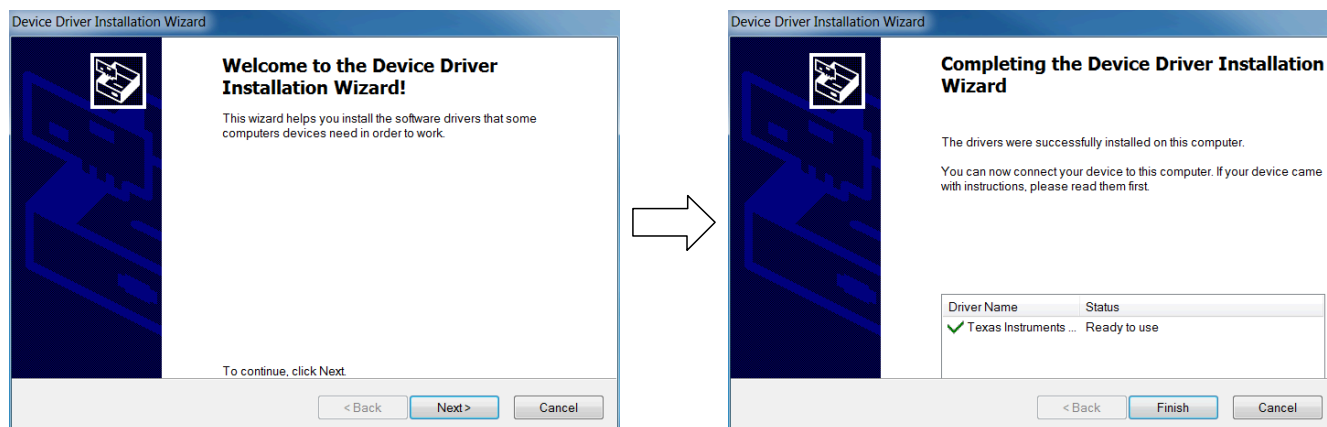 Device Driver Installation Wizard
Welcome to the Device Driver
Installation Wizard!
This wizard helps you install the software drivers that some
computers devices need in order to work.
To continue, click Next.
< Back
Next >
Cancel
Device Driver Installation Wizard
Completing the Device Driver Installation
Wizard
The drivers were successfully installed on this computer.
You can now connect your device to this computer. If your device came
with instructions, please read them first.
Driver Name Status
Texas Instruments ... Ready to use
< Back
Finish
Cancel